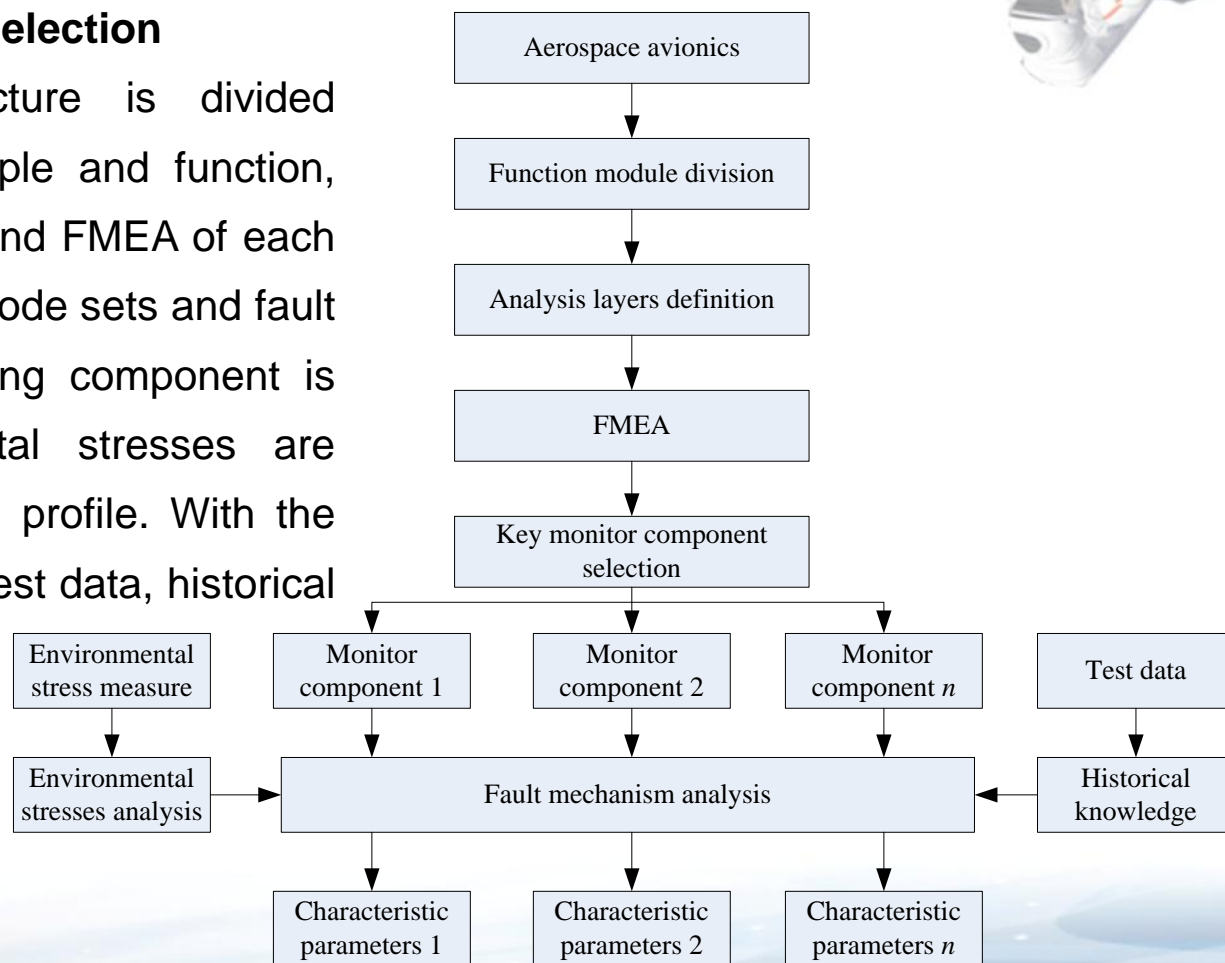 election
cture is divided
ple and function,
nd FMEA of each
ode sets and fault
ng component is
tal stresses are
profile. With the
est data, historical
Aerospace avionics
Function module division
Analysis layers definition
FMEA
Key monitor component
selection
Environmental
stress measure
Monitor
component 1
Monitor
component 2
Monitor
component n
Test data
Environmental
stresses analysis
Fault mechanism analysis
Historical
knowledge
Characteristic
parameters 1
Characteristic
parameters 2
Characteristic
parameters n